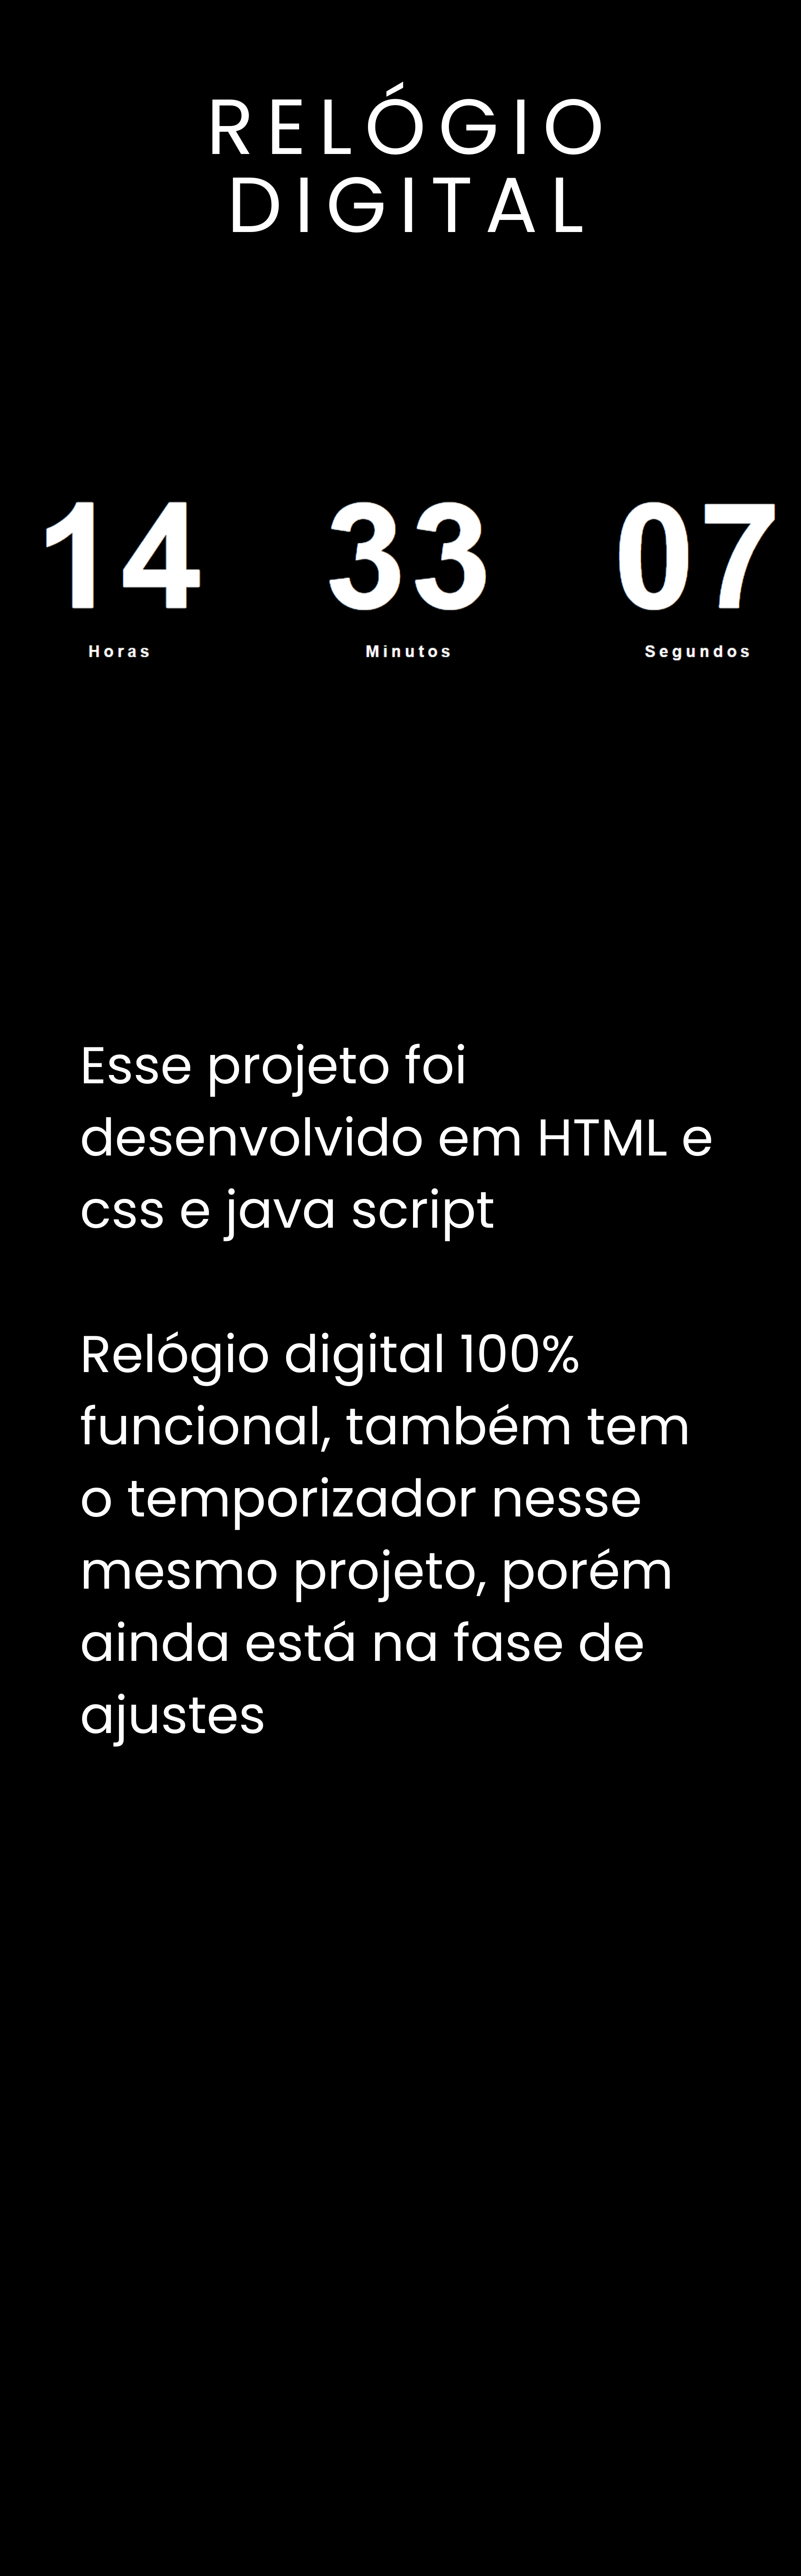 RELÓGIO
DIGITAL
14 33 07
Horas Minutos Segundos
Esse projeto foi
desenvolvido em HTML e
css e java script
Relógio digital 100%
funcional, também tem
o temporizador nesse
mesmo projeto, porém
ainda está na fase de
ajustes